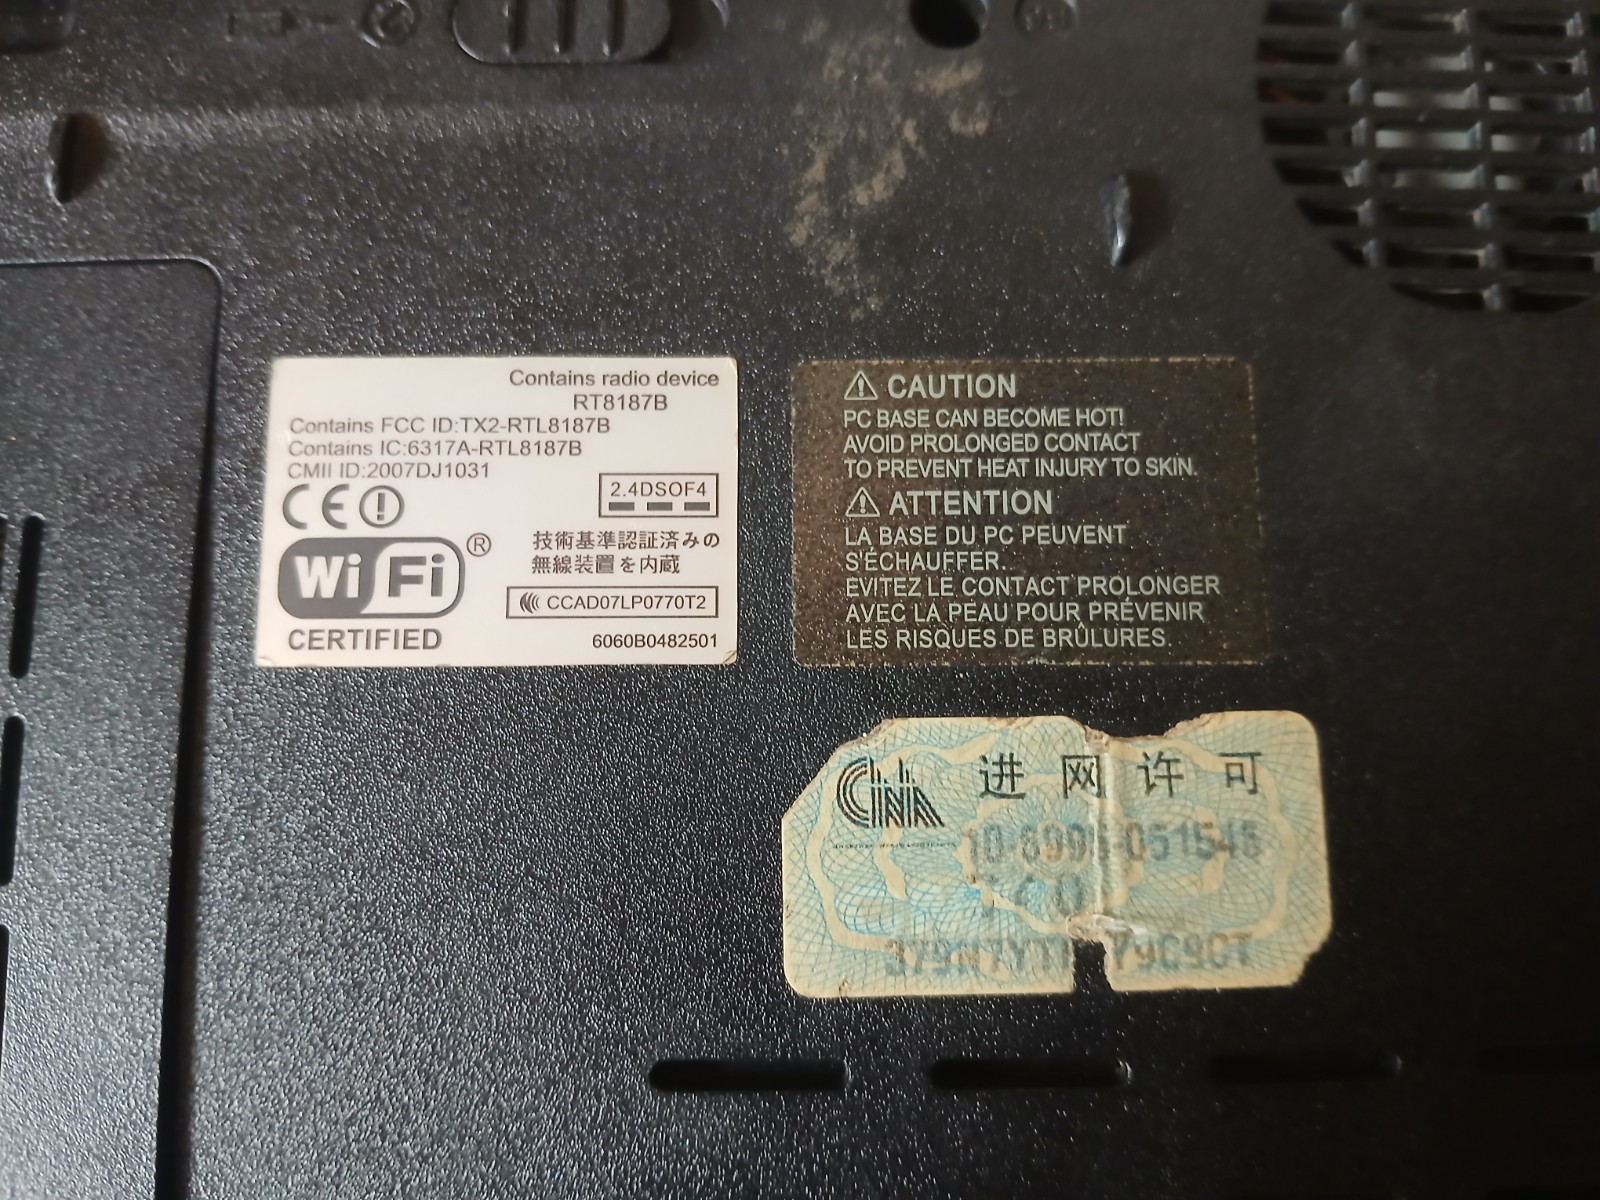 Contains radio device
RT8187B
Contains FCC ID:TX2-RTL8187B
Contains IC:6317A-RTL8187B
CMII ID:2007DJ1031
CE
2.4DSOF4
Wi Fi ®
CERTIFIED
技術基準認証済みの
無線装置を内蔵
CCAD07LP0770T2
6060B0482501
⚠ CAUTION
PC BASE CAN BECOME HOT!
AVOID PROLONGED CONTACT
TO PREVENT HEAT INJURY TO SKIN.
⚠ ATTENTION
LA BASE DU PC PEUVENT
S'ÉCHAUFFER.
EVITEZ LE CONTACT PROLONGER
AVEC LA PEAU POUR PRÉVENIR
LES RISQUES DE BRÛLURES.
进网许可